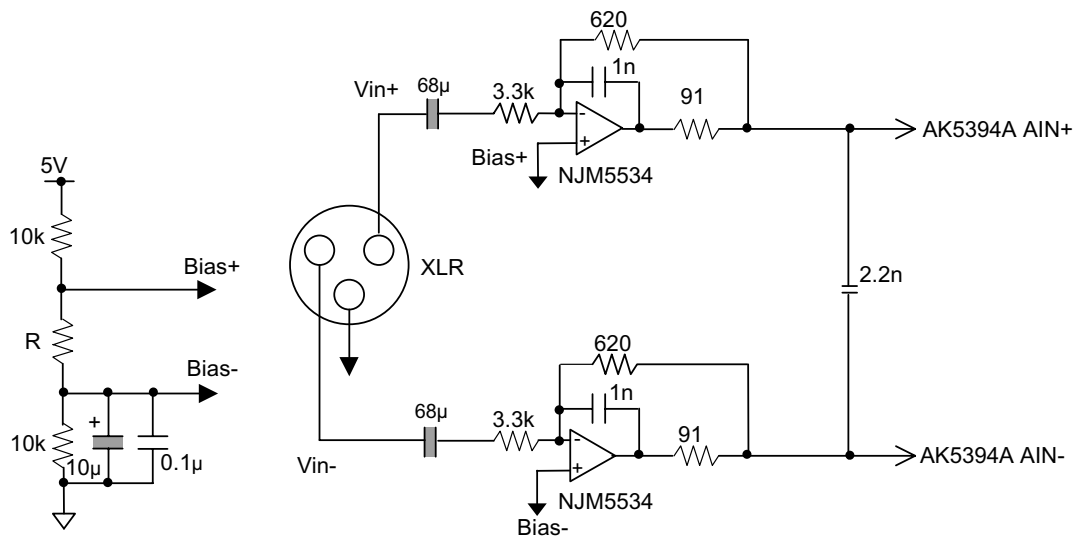 620
1n
Vin+
68µ
3.3k
91
-
+
AK5394A AIN+
Bias+
NJM5534
5V
10k
Bias+
XLR
2.2n
R
Bias-
620
1n
+
10k
10µ
0.1µ
68µ
3.3k
91
-
+
AK5394A AIN-
Vin-
NJM5534
Bias-